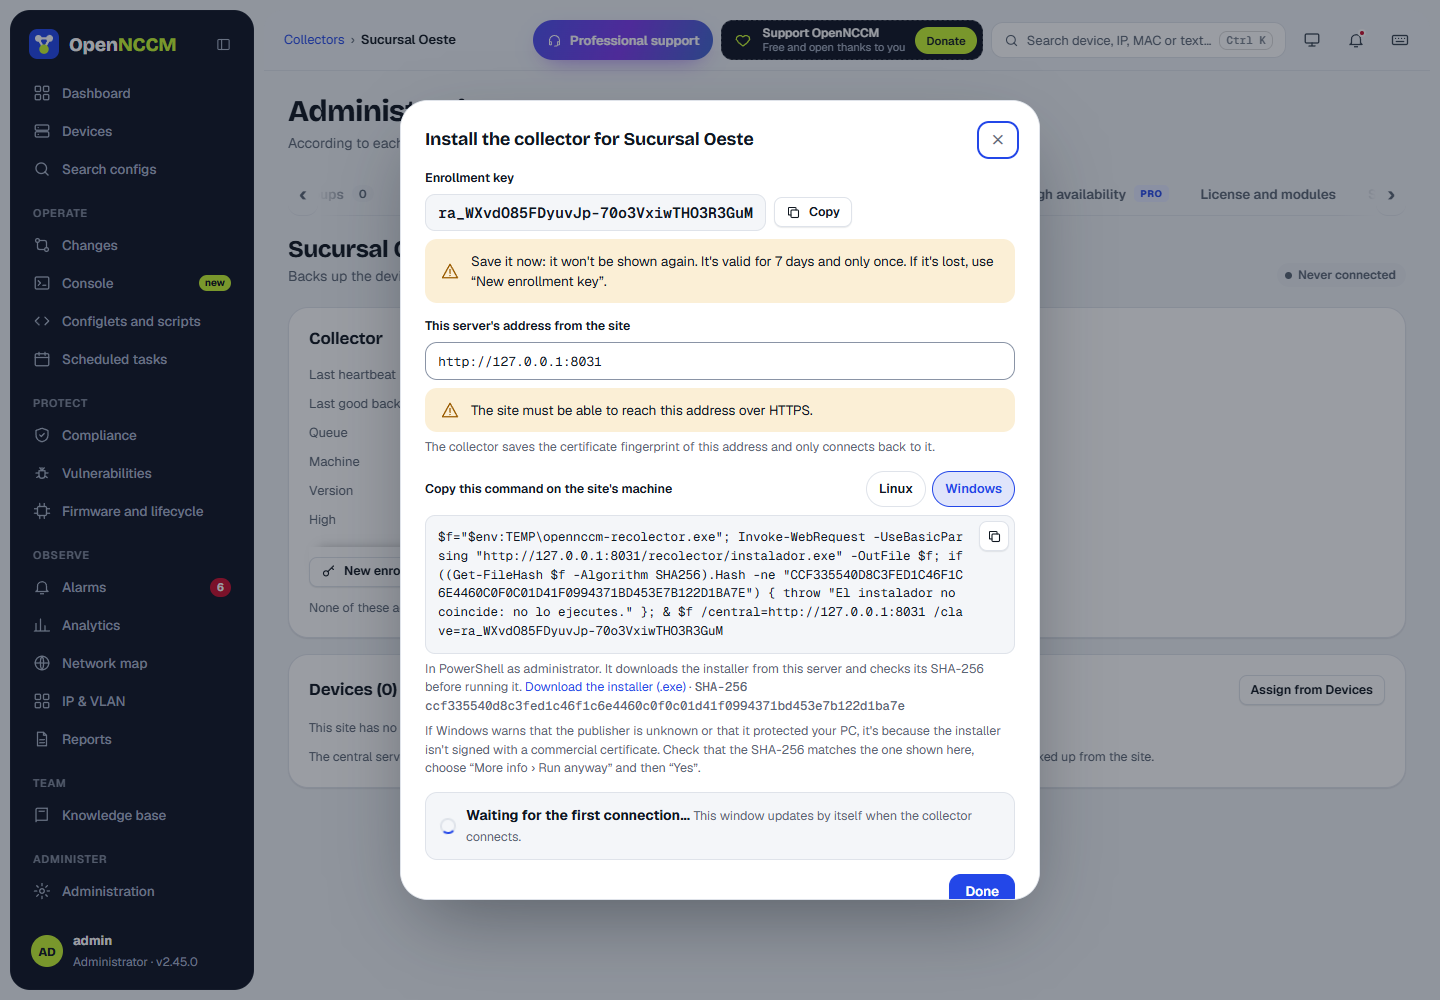 OpenNCCM
Dashboard
Devices
Search configs
OPERATE
Changes
Console
new
Configlets and scripts
Scheduled tasks
PROTECT
Compliance
Vulnerabilities
Firmware and lifecycle
OBSERVE
Alarms
6
Analytics
Network map
IP & VLAN
Reports
TEAM
Knowledge base
ADMINISTER
Administration
AD
admin
Administrator · v2.45.0
Collectors › Sucursal Oeste
Professional support
Support OpenNCCM
Free and open thanks to you
Donate
Search device, IP, MAC or text...
Ctrl K
According to each
ups 0
gh availability PRO
License and modules
Sucursal
Backs up the devi
Never connected
Collector
Last heartbeat
Last good back
Queue
Machine
Version
High
New enro
None of these a
Devices (0)
Assign from Devices
This site has no
The central serv
ked up from the site.
Install the collector for Sucursal Oeste
Enrollment key
ra_WXvdO85FDyuvJp-70o3VxiwTHO3R3GuM
Copy
Save it now: it won't be shown again. It's valid for 7 days and only once. If it's lost, use
“New enrollment key”.
This server's address from the site
http://127.0.0.1:8031
The site must be able to reach this address over HTTPS.
The collector saves the certificate fingerprint of this address and only connects back to it.
Copy this command on the site's machine
Linux
Windows
$f="$env:TEMP\opennccm-recolector.exe"; Invoke-WebRequest -UseBasicPar
sing "http://127.0.0.1:8031/recolector/instalador.exe" -OutFile $f; if
((Get-FileHash $f -Algorithm SHA256).Hash -ne "CCF335540D8C3FED1C46F1C
6E4460C0F0C01D41F0994371BD453E7B122D1BA7E") { throw "El instalador no
coincide: no lo ejecutes." }; & $f /central=http://127.0.0.1:8031 /cla
ve=ra_WXvdO85FDyuvJp-70o3VxiwTHO3R3GuM
In PowerShell as administrator. It downloads the installer from this server and checks its SHA-256
before running it. Download the installer (.exe) · SHA-256
ccf335540d8c3fed1c46f1c6e4460c0f0c01d41f0994371bd453e7b122d1ba7e
If Windows warns that the publisher is unknown or that it protected your PC, it's because the installer
isn't signed with a commercial certificate. Check that the SHA-256 matches the one shown here,
choose “More info › Run anyway” and then “Yes”.
Waiting for the first connection... This window updates by itself when the collector
connects.
Done